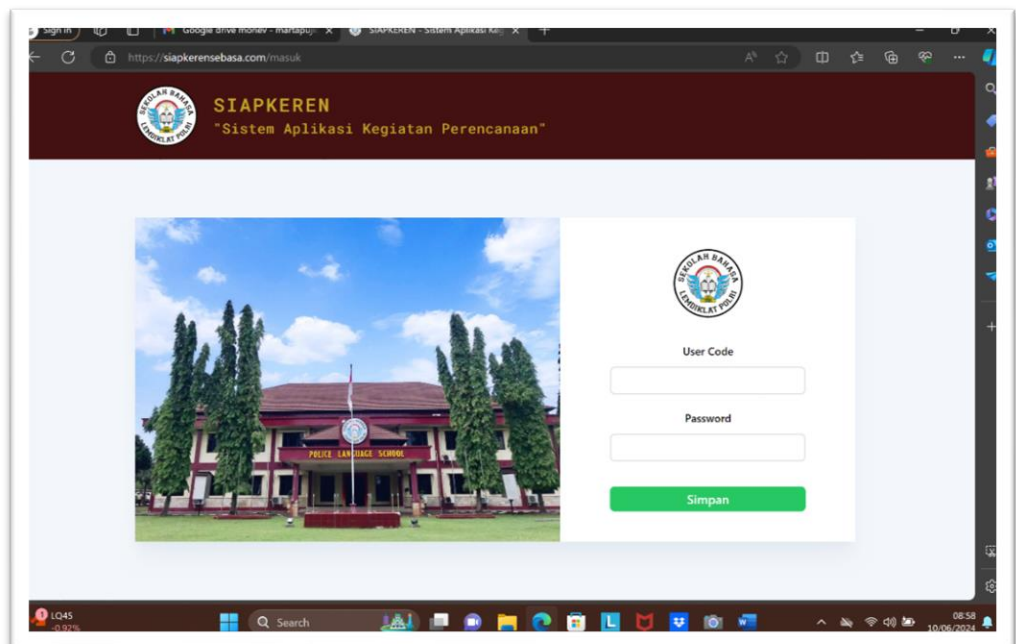 Sign in
Google drive monev - martapuj
SIAPKEREN - Sistem Aplikasi Keg
https://siapkerensebasa.com/masuk
SEKOLAH BAHASA
LEMDIKLAT POLRI
SIAPKEREN
"Sistem Aplikasi Kegiatan Perencanaan"
POLICE LANGUAGE SCHOOL
SEKOLAH BAHASA
LEMDIKLAT POLRI
User Code
Password
Simpan
1
LQ45
-0.92%
Search
08:58
10/06/2024